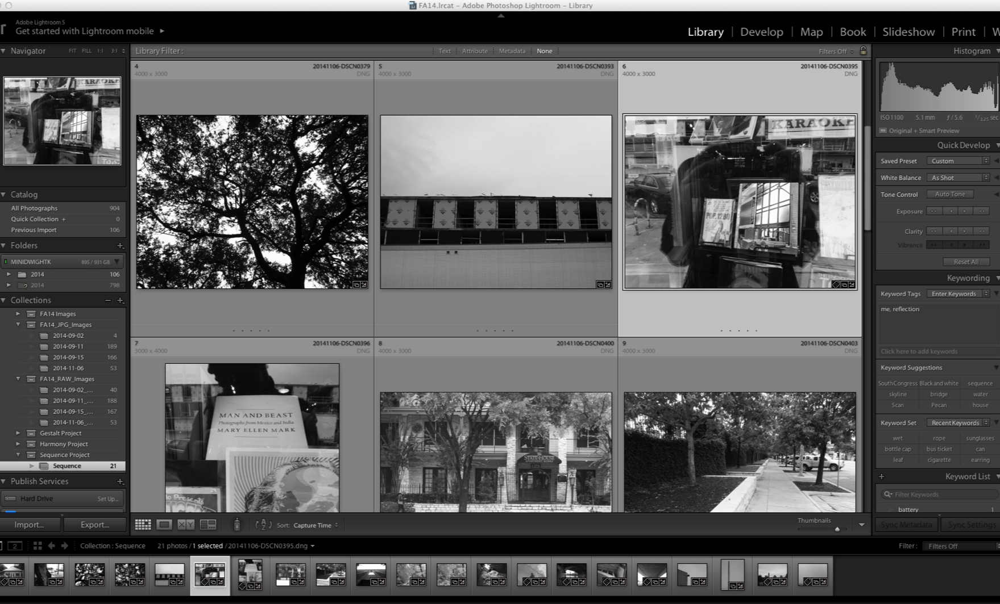 FA14.lrcat – Adobe Photoshop Lightroom – Library
Adobe Lightroom 5
Get started with Lightroom mobile
Library | Develop | Map | Book | Slideshow | Print | W
Navigator FIT FILL 1:1 3:1
Library Filter : Text Attribute Metadata None Filters Off
Histogram
4 20141106-DSCN0379
4000 x 3000 DNG
5 20141106-DSCN0393
4000 x 3000 DNG
6 20141106-DSCN0395
4000 x 3000 DNG
KARAOKE
POP. 1280
KARAOKE
ISO 1100 5.1 mm ƒ / 5.6 1/125 sec
Original + Smart Preview
Quick Develop
Saved Preset Custom
White Balance As Shot
Tone Control Auto Tone
Exposure
Clarity
Vibrance
Reset All
Catalog
All Photographs 904
Quick Collection + 0
Previous Import 106
Folders
MINIDWIGHTK 895 / 931 GB
2014 106
2014 798
Collections
FA14 Images
FA14_JPG_Images
2014-09-02 4
2014-09-11 189
2014-09-15 166
2014-11-06 53
FA14_RAW_Images
2014-09-02_... 40
2014-09-11_... 188
2014-09-15_... 167
2014-11-06_... 53
Gestalt Project
Harmony Project
Sequence Project
Sequence 21
Publish Services
Hard Drive Set Up...
Import... Export...
7 20141106-DSCN0396
3000 x 4000 DNG
MAN AND BEAST
Photographs from Mexico and India
MARY ELLEN MARK
Presents
8 20141106-DSCN0400
4000 x 3000 DNG
STATE HOUSE
APARTMENT HOMES
9 20141106-DSCN0403
4000 x 3000 DNG
Keywording
Keyword Tags Enter Keywords
me, reflection
Click here to add keywords
Keyword Suggestions
South Congress Black and white sequence
skyline bridge water
Scan Pecan house
Keyword Set Recent Keywords
wet rope sunglasses
bottle cap bus ticket can
leaf cigarette earring
Keyword List
Filter Keywords
battery 1
Sync Metadata Sync Settings
XY Sort: Capture Time
Thumbnails
2 Collection : Sequence 21 photos / 1 selected / 20141106-DSCN0395.dng
Filter : Filters Off